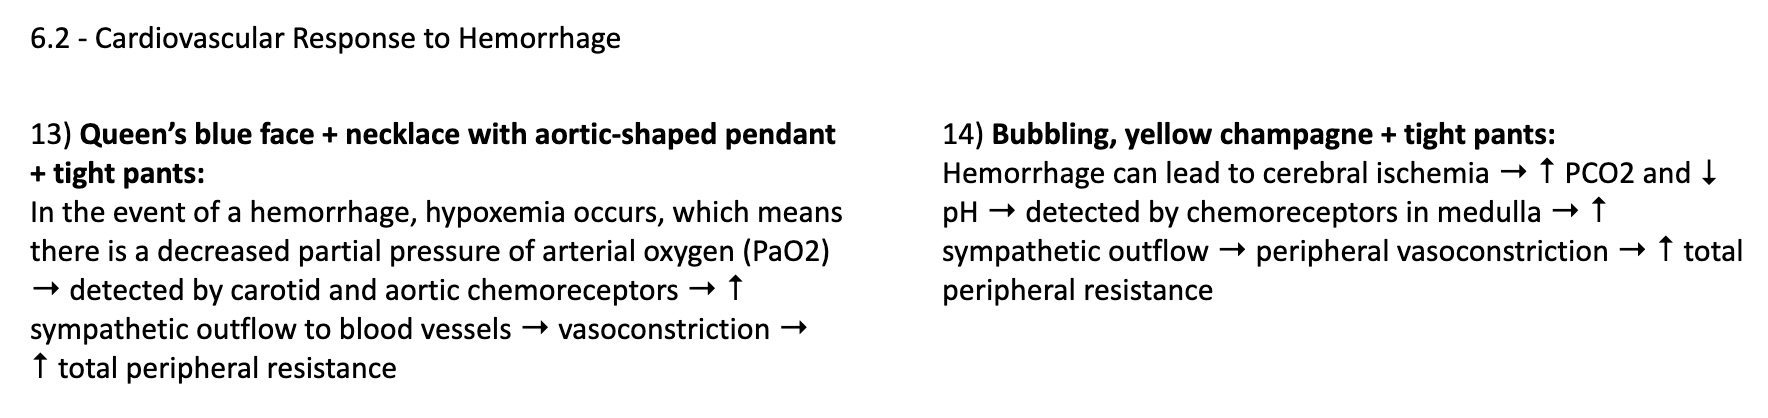 6.2 - Cardiovascular Response to Hemorrhage
13) Queen's blue face + necklace with aortic-shaped pendant
+ tight pants:
In the event of a hemorrhage, hypoxemia occurs, which means
there is a decreased partial pressure of arterial oxygen (PaO2)
→ detected by carotid and aortic chemoreceptors → ↑
sympathetic outflow to blood vessels → vasoconstriction →
↑ total peripheral resistance
14) Bubbling, yellow champagne + tight pants:
Hemorrhage can lead to cerebral ischemia → ↑ PCO2 and ↓
pH → detected by chemoreceptors in medulla → ↑
sympathetic outflow → peripheral vasoconstriction → ↑ total
peripheral resistance